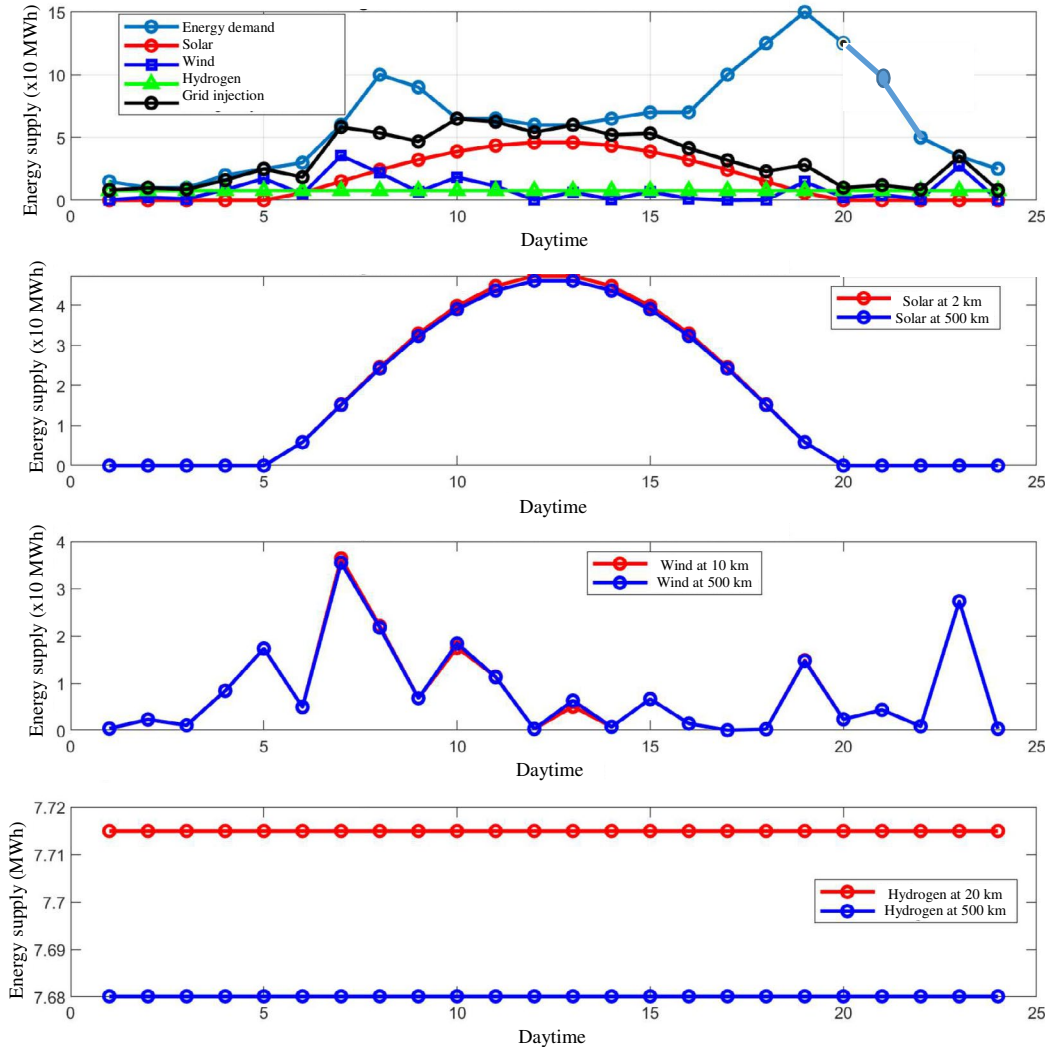 Energy supply (x10 MWh)
15
10
5
0
Energy demand
Solar
Wind
Hydrogen
Grid injection
0 5 10 15 20 25
Daytime
Energy supply (x10 MWh)
4
3
2
1
0
Solar at 2 km
Solar at 500 km
0 5 10 15 20 25
Daytime
Energy supply (x10 MWh)
4
3
2
1
0
Wind at 10 km
Wind at 500 km
0 5 10 15 20 25
Daytime
Energy supply (MWh)
7.72
7.71
7.7
7.69
7.68
Hydrogen at 20 km
Hydrogen at 500 km
0 5 10 15 20 25
Daytime